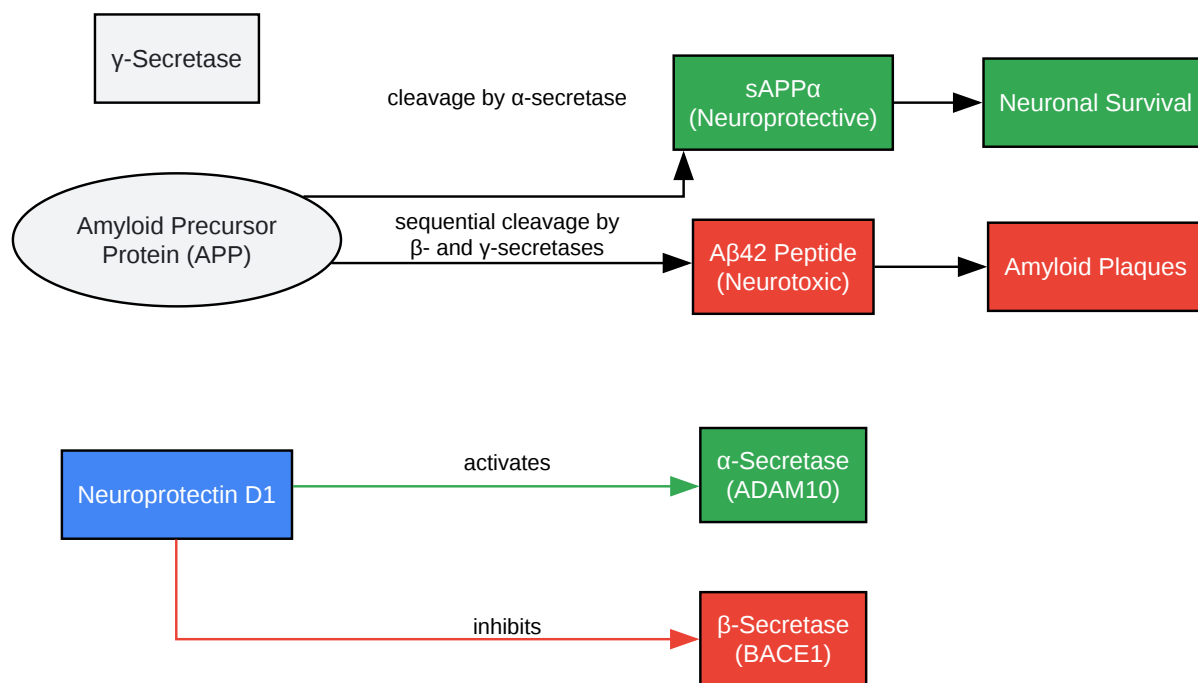 γ-Secretase
cleavage by α-secretase
sAPPα
(Neuroprotective)
Neuronal Survival
Amyloid Precursor
Protein (APP)
sequential cleavage by
β- and γ-secretases
Aβ42 Peptide
(Neurotoxic)
Amyloid Plaques
Neuroprotectin D1
activates
α-Secretase
(ADAM10)
inhibits
β-Secretase
(BACE1)